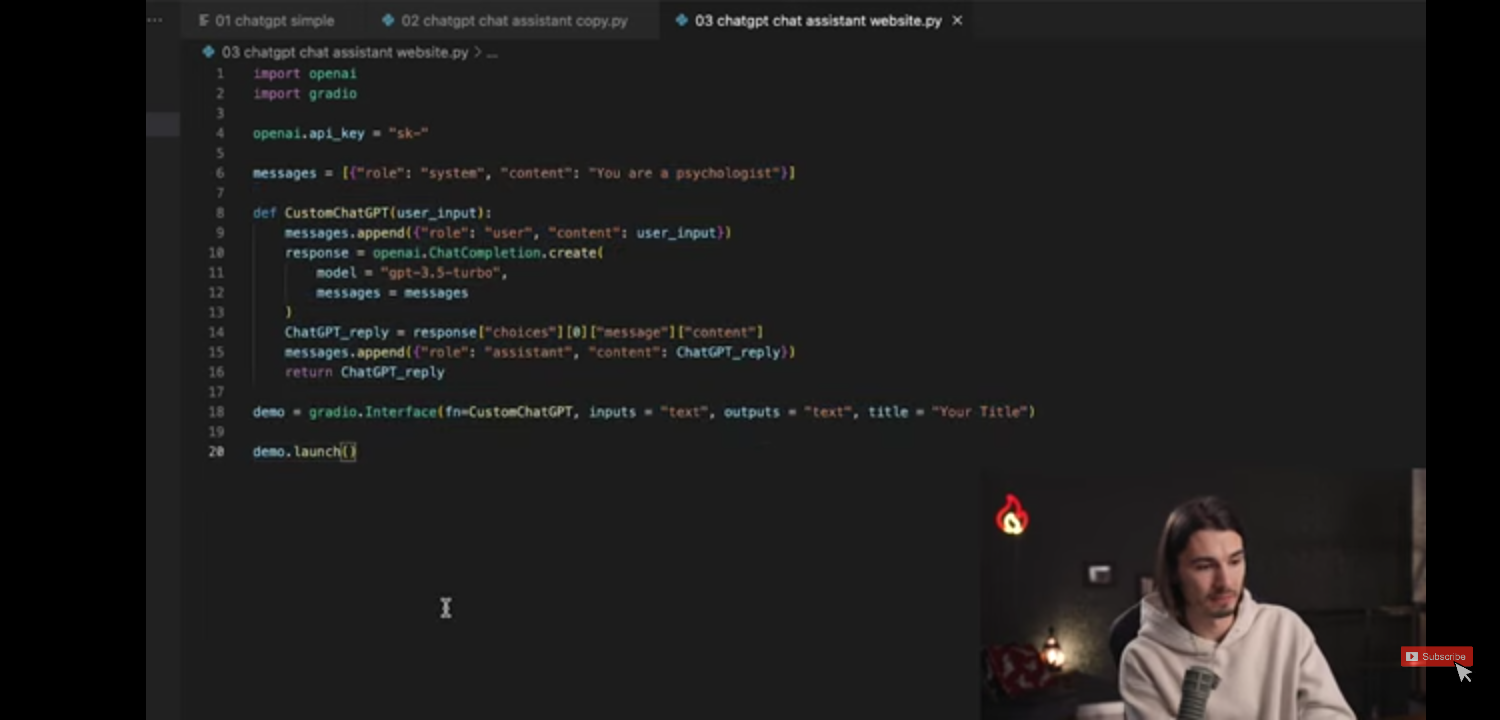 ... 01 chatgpt simple 02 chatgpt chat assistant copy.py 03 chatgpt chat assistant website.py ×
03 chatgpt chat assistant website.py > ...
1 import openai
2 import gradio
3
4 openai.api_key = "sk-"
5
6 messages = [{"role": "system", "content": "You are a psychologist"}]
7
8 def CustomChatGPT(user_input):
9 messages.append({"role": "user", "content": user_input})
10 response = openai.ChatCompletion.create(
11 model = "gpt-3.5-turbo",
12 messages = messages
13 )
14 ChatGPT_reply = response["choices"][0]["message"]["content"]
15 messages.append({"role": "assistant", "content": ChatGPT_reply})
16 return ChatGPT_reply
17
18 demo = gradio.Interface(fn=CustomChatGPT, inputs = "text", outputs = "text", title = "Your Title")
19
20 demo.launch()
Subscribe